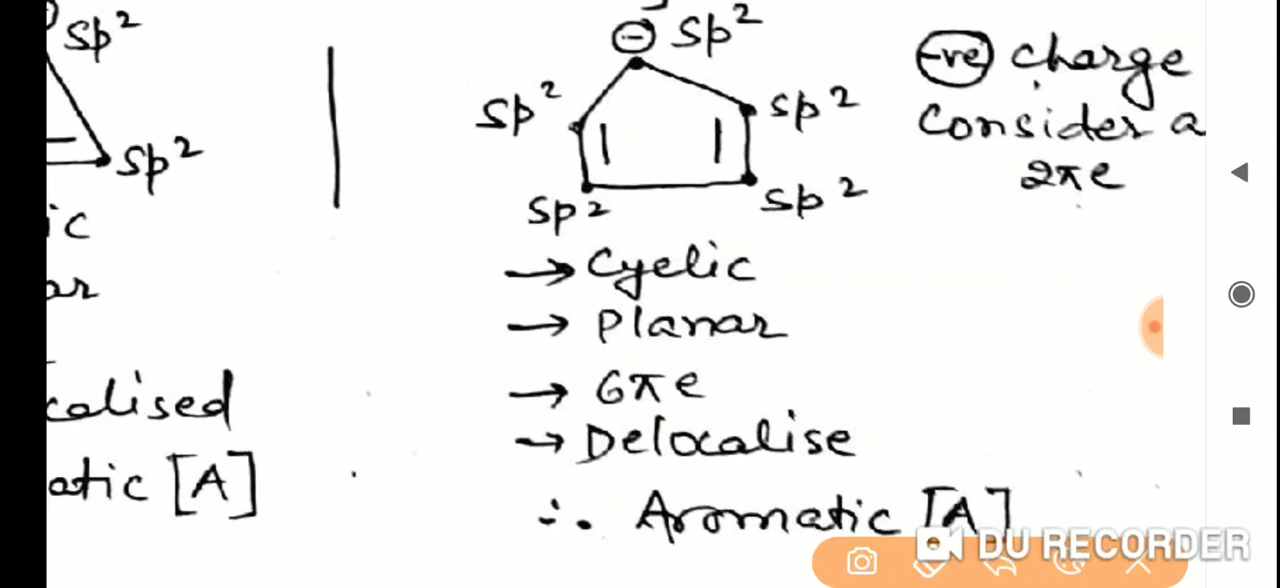 sp²
sp²
ic
ar
calised
atic [A]
⊖ sp²
sp²
sp²
sp²
sp²
→ Cyclic
→ Planar
→ 6πe
→ Delocalise
∴ Aromatic [A]
-ve charge
consider a
2πe
DU RECORDER